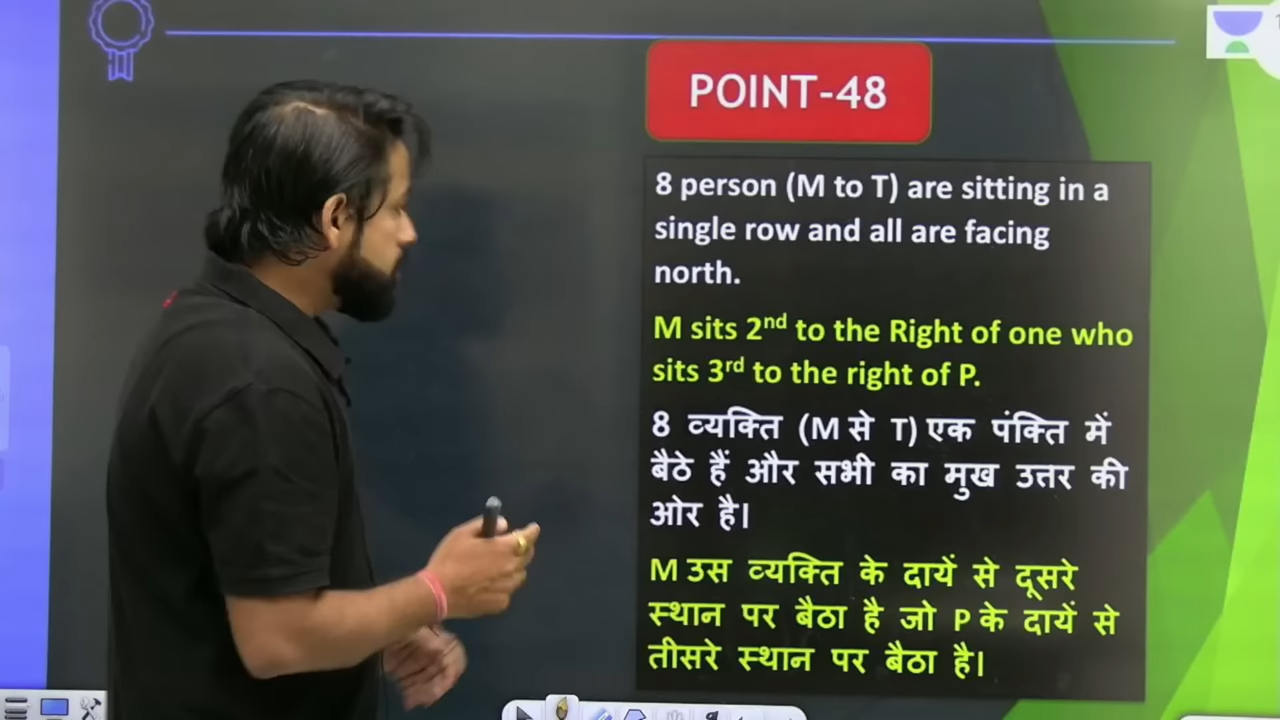 POINT-48
8 person (M to T) are sitting in a
single row and all are facing
north.
M sits 2nd to the Right of one who
sits 3rd to the right of P.
8 व्यक्ति (M से T) एक पंक्ति में
बैठे हैं और सभी का मुख उत्तर की
ओर है।
M उस व्यक्ति के दायें से दूसरे
स्थान पर बैठा है जो P के दायें से
तीसरे स्थान पर बैठा है।